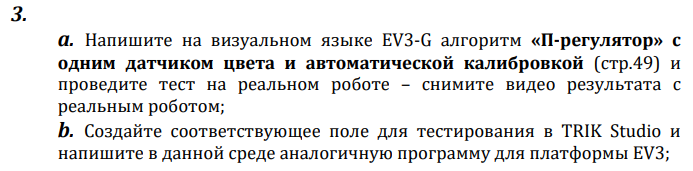 3.
a. Напишите на визуальном языке EV3-G алгоритм «П-регулятор» с
одним датчиком цвета и автоматической калибровкой (стр.49) и
проведите тест на реальном роботе – снимите видео результата с
реальным роботом;
b. Создайте соответствующее поле для тестирования в TRIK Studio и
напишите в данной среде аналогичную программу для платформы EV3;